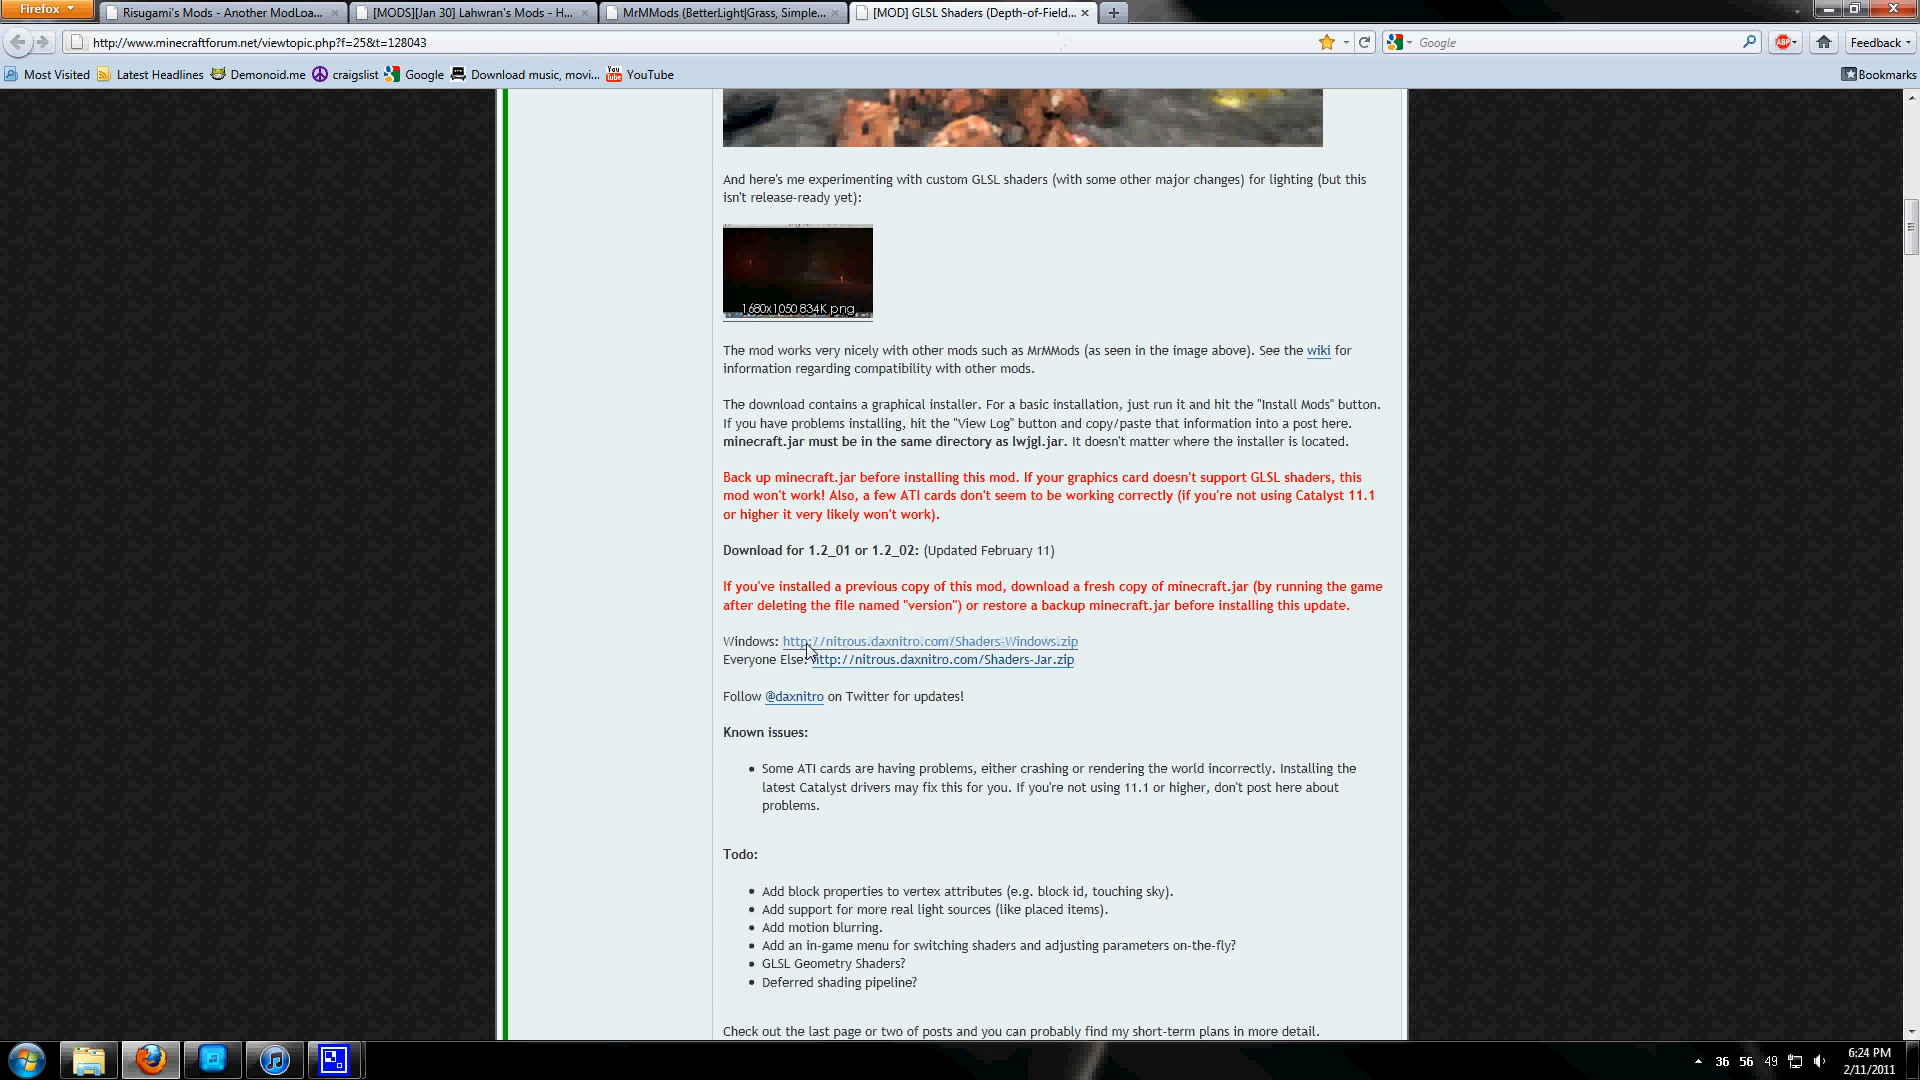 Firefox
Risugami's Mods - Another ModLoa...
[MODS][Jan 30] Lahwran's Mods - H...
MrMMods (BetterLight|Grass, Simple...
[MOD] GLSL Shaders (Depth-of-Field...
http://www.minecraftforum.net/viewtopic.php?f=25&t=128043
Google
ABP
Feedback
Most Visited
Latest Headlines
Demonoid.me
craigslist
Google
Download music, movi...
You Tube
YouTube
Bookmarks
And here's me experimenting with custom GLSL shaders (with some other major changes) for lighting (but this
isn't release-ready yet):
1680x1050 834K png
The mod works very nicely with other mods such as MrMMods (as seen in the image above). See the wiki for
information regarding compatibility with other mods.
The download contains a graphical installer. For a basic installation, just run it and hit the "Install Mods" button.
If you have problems installing, hit the "View Log" button and copy/paste that information into a post here.
minecraft.jar must be in the same directory as lwjgl.jar. It doesn't matter where the installer is located.
Back up minecraft.jar before installing this mod. If your graphics card doesn't support GLSL shaders, this
mod won't work! Also, a few ATI cards don't seem to be working correctly (if you're not using Catalyst 11.1
or higher it very likely won't work).
Download for 1.2_01 or 1.2_02: (Updated February 11)
If you've installed a previous copy of this mod, download a fresh copy of minecraft.jar (by running the game
after deleting the file named "version") or restore a backup minecraft.jar before installing this update.
Windows: http://nitrous.daxnitro.com/Shaders-Windows.zip
Everyone Else: http://nitrous.daxnitro.com/Shaders-Jar.zip
Follow @daxnitro on Twitter for updates!
Known issues:
Some ATI cards are having problems, either crashing or rendering the world incorrectly. Installing the
latest Catalyst drivers may fix this for you. If you're not using 11.1 or higher, don't post here about
problems.
Todo:
Add block properties to vertex attributes (e.g. block id, touching sky).
Add support for more real light sources (like placed items).
Add motion blurring.
Add an in-game menu for switching shaders and adjusting parameters on-the-fly?
GLSL Geometry Shaders?
Deferred shading pipeline?
Check out the last page or two of posts and you can probably find my short-term plans in more detail.
36 56 49
6:24 PM
2/11/2011